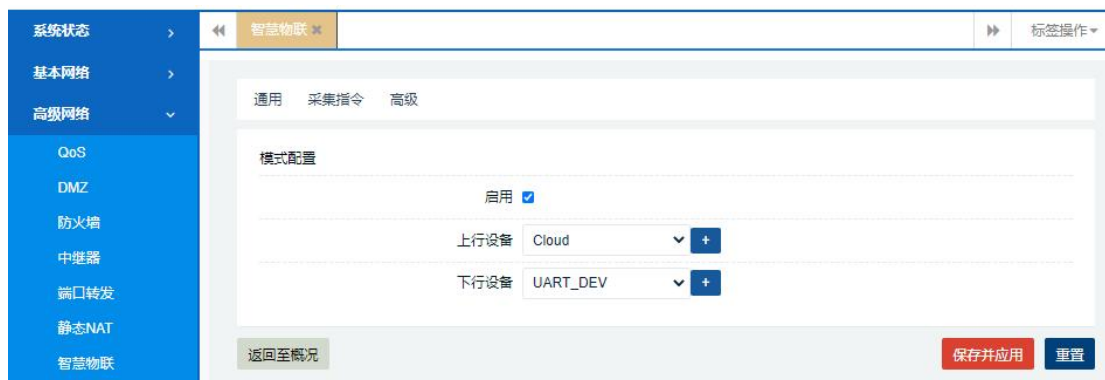 系统状态
智慧物联
标签操作
基本网络
高级网络
通用 采集指令 高级
QoS
DMZ
防火墙
中继器
端口转发
静态NAT
智慧物联
模式配置
启用
上行设备 Cloud +
下行设备 UART_DEV +
返回至概况
保存并应用
重置